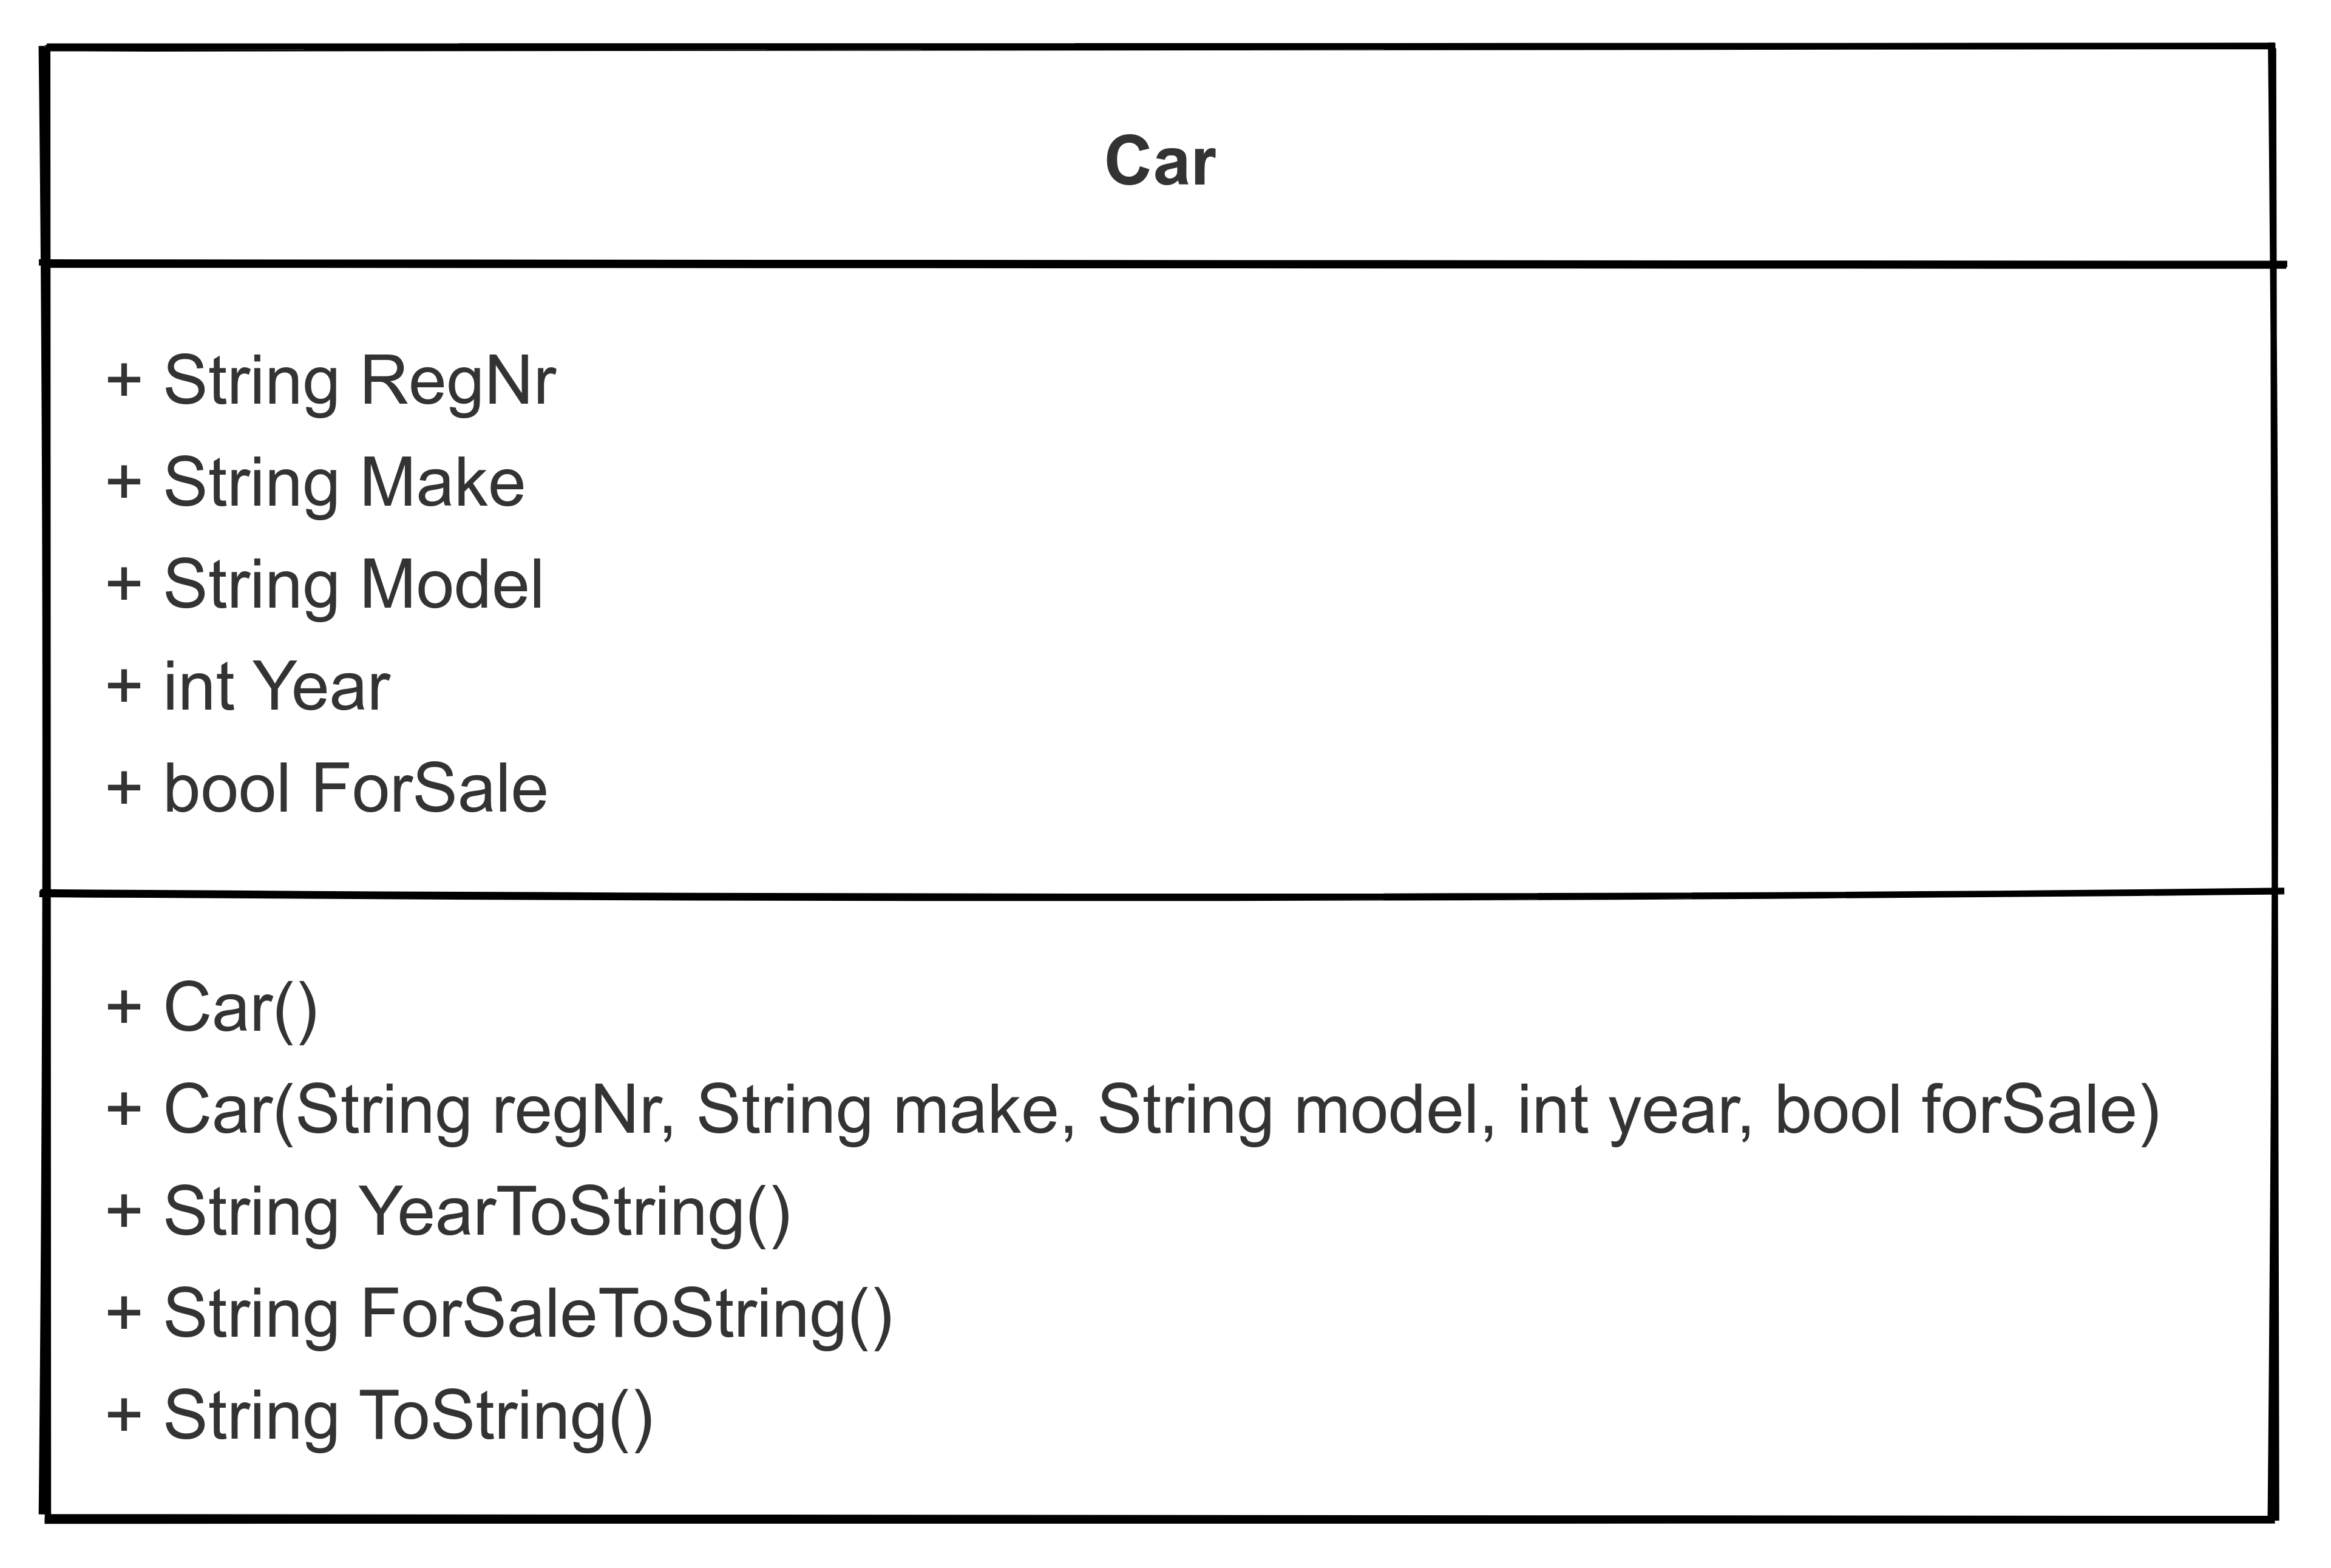 Car
+ String RegNr
+ String Make
+ String Model
+ int Year
+ bool ForSale
+ Car()
+ Car(String regNr, String make, String model, int year, bool forSale)
+ String YearToString()
+ String ForSaleToString()
+ String ToString()